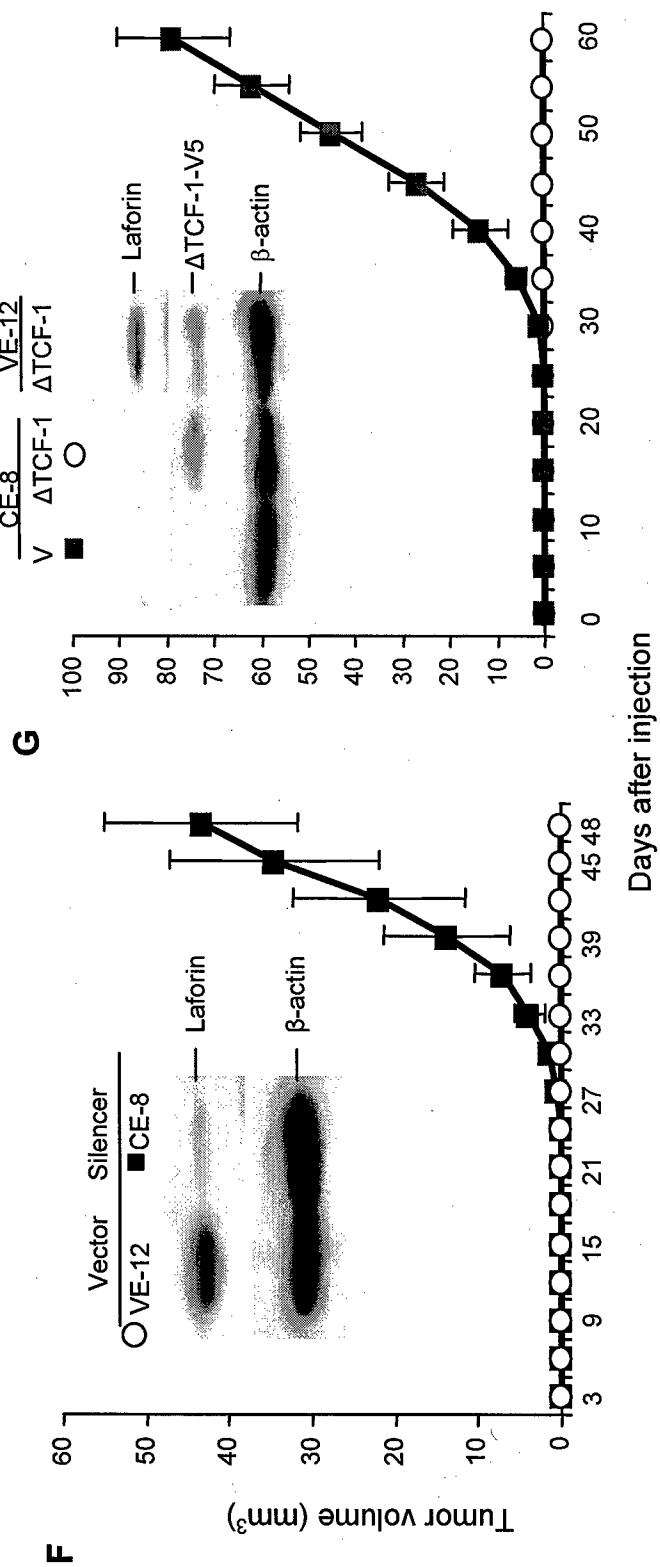 F
Tumor volume (mm3)
60
50
40
30
20
10
0
Vector Silencer
VE-12 CE-8
Laforin
β-actin
3 9 15 21 27 33 39 45 48
G
CE-8 VE-12
V ΔTCF-1 ΔTCF-1
Laforin
ΔTCF-1-V5
β-actin
100
90
80
70
60
50
40
30
20
10
0
0 10 20 30 40 50 60
Days after injection